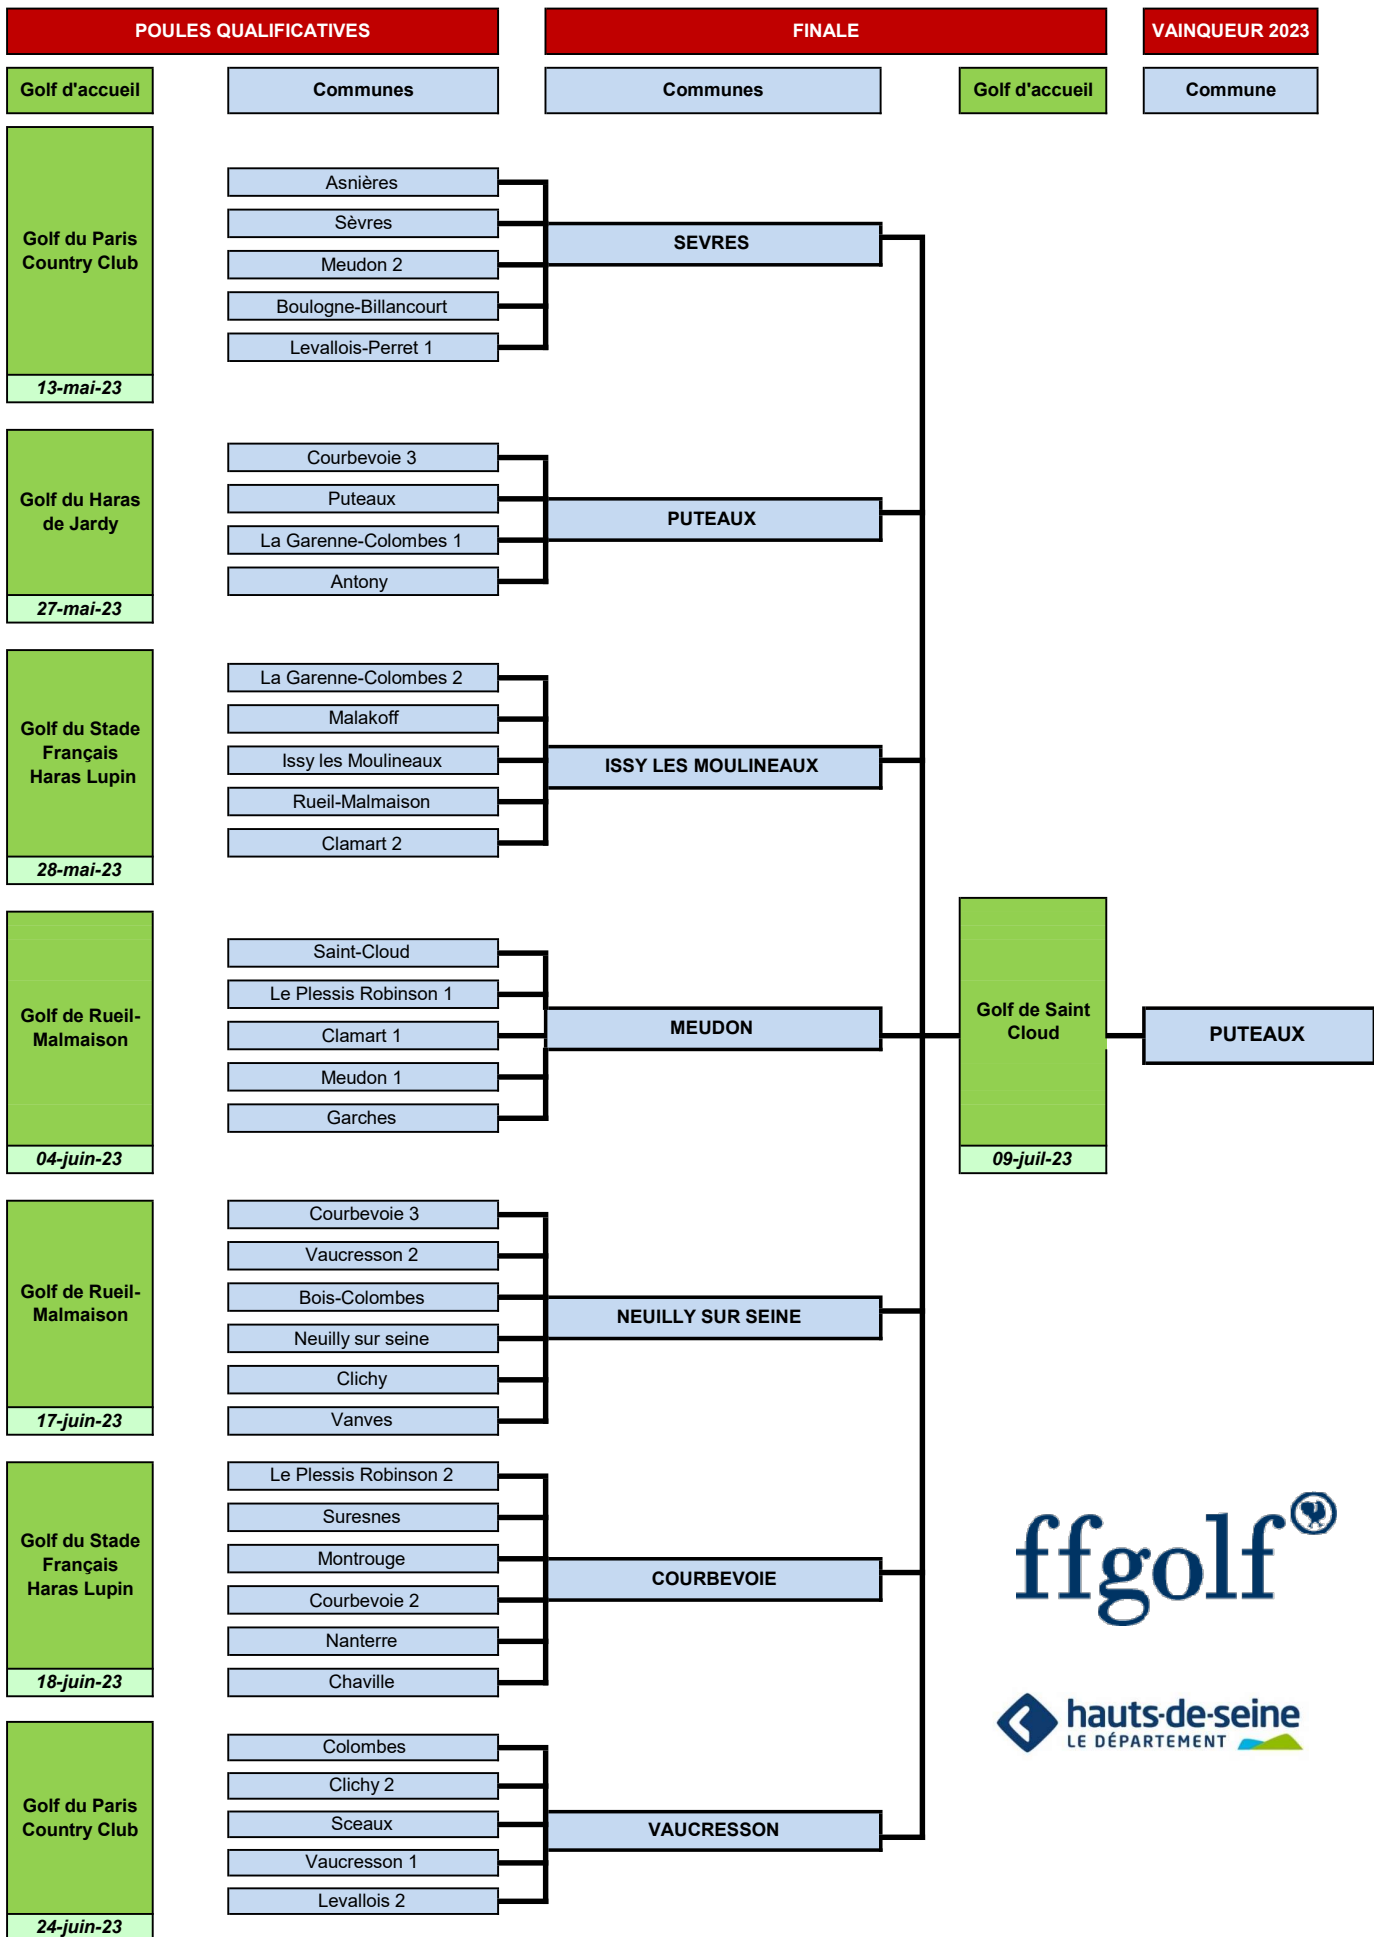 POULES QUALIFICATIVES
FINALE
VAINQUEUR 2023
Golf d'accueil
Communes
Communes
Golf d'accueil
Commune
Golf du Paris
Country Club
13-mai-23
Asnières
Sèvres
Meudon 2
Boulogne-Billancourt
Levallois-Perret 1
SEVRES
Golf du Haras
de Jardy
27-mai-23
Courbevoie 3
Puteaux
La Garenne-Colombes 1
Antony
PUTEAUX
Golf du Stade
Français
Haras Lupin
28-mai-23
La Garenne-Colombes 2
Malakoff
Issy les Moulineaux
Rueil-Malmaison
Clamart 2
ISSY LES MOULINEAUX
Golf de Rueil-
Malmaison
04-juin-23
Saint-Cloud
Le Plessis Robinson 1
Clamart 1
Meudon 1
Garches
MEUDON
Golf de Saint
Cloud
09-juil-23
PUTEAUX
Golf de Rueil-
Malmaison
17-juin-23
Courbevoie 3
Vaucresson 2
Bois-Colombes
Neuilly sur seine
Clichy
Vanves
NEUILLY SUR SEINE
Golf du Stade
Français
Haras Lupin
18-juin-23
Le Plessis Robinson 2
Suresnes
Montrouge
Courbevoie 2
Nanterre
Chaville
COURBEVOIE
ffgolf
hauts-de-seine
LE DÉPARTEMENT
Golf du Paris
Country Club
24-juin-23
Colombes
Clichy 2
Sceaux
Vaucresson 1
Levallois 2
VAUCRESSON